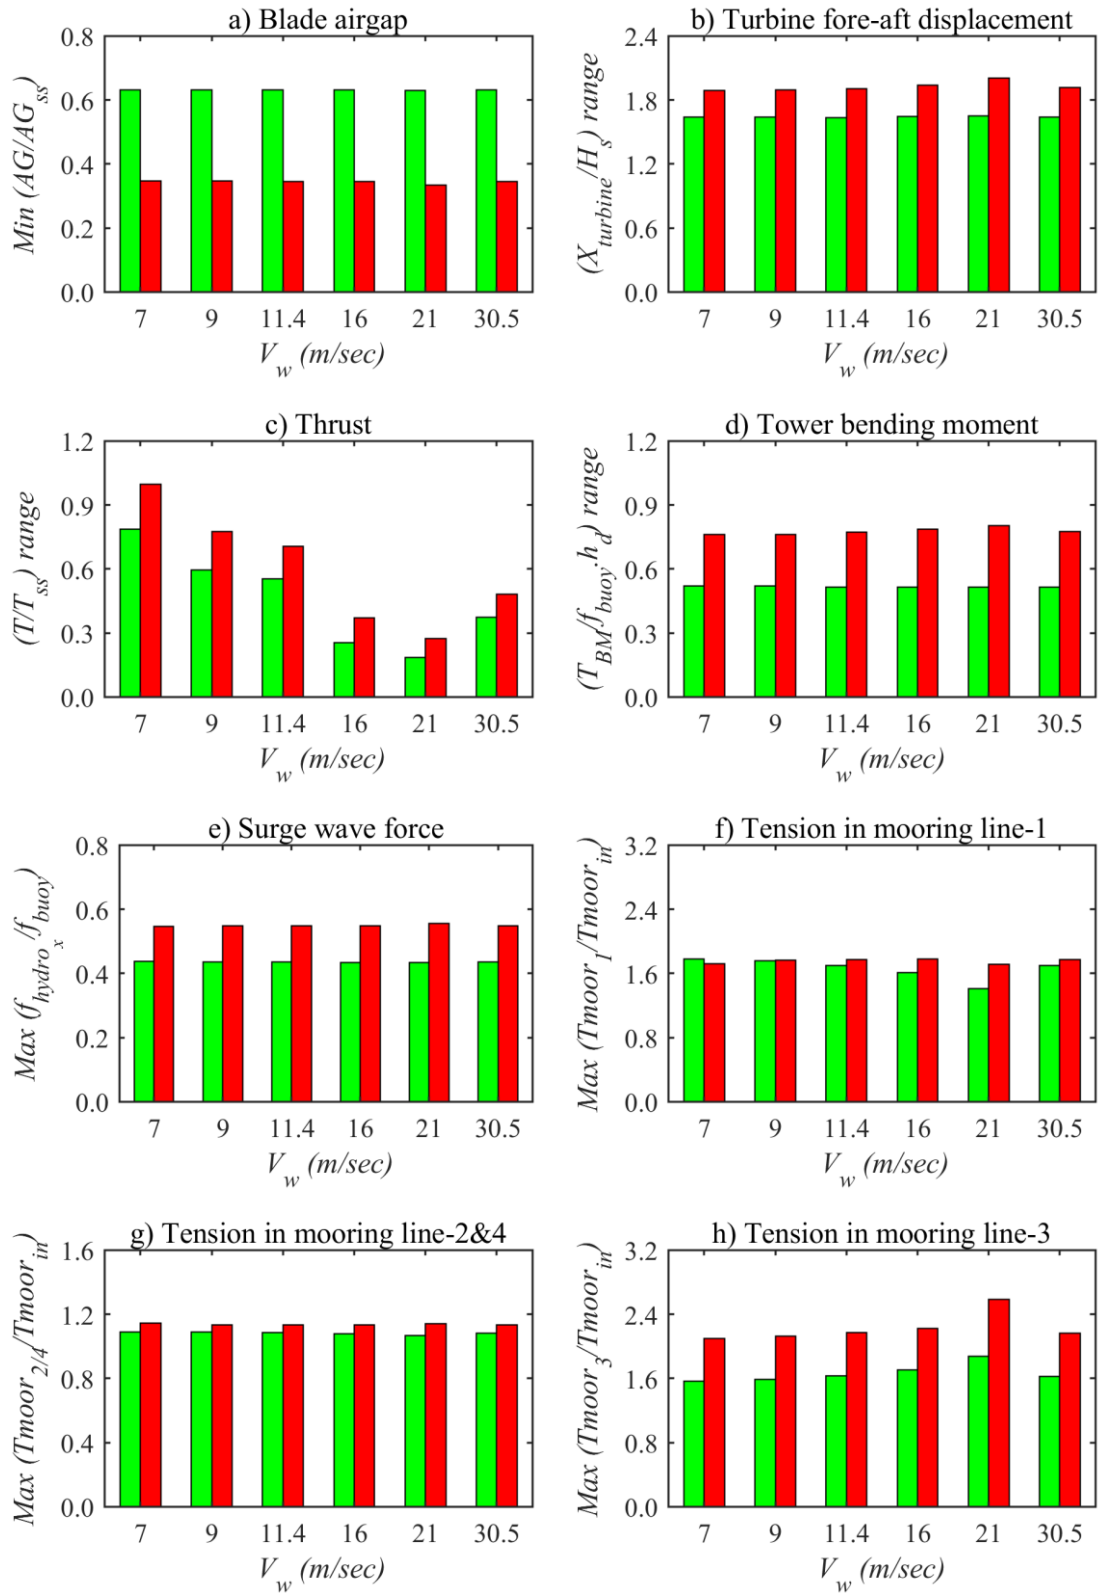 a) Blade airgap
Min (AG/AG_ss)
0.8
0.6
0.4
0.2
0.0
7 9 11.4 16 21 30.5
V_w (m/sec)
b) Turbine fore-aft displacement
(X_turbine/H_s) range
2.4
1.8
1.2
0.6
0.0
7 9 11.4 16 21 30.5
V_w (m/sec)
c) Thrust
(T/T_ss) range
1.2
0.9
0.6
0.3
0.0
7 9 11.4 16 21 30.5
V_w (m/sec)
d) Tower bending moment
(T_BM/f_buoy.h_d) range
1.2
0.9
0.6
0.3
0.0
7 9 11.4 16 21 30.5
V_w (m/sec)
e) Surge wave force
Max (f_hydro_x/f_buoy)
0.8
0.6
0.4
0.2
0.0
7 9 11.4 16 21 30.5
V_w (m/sec)
f) Tension in mooring line-1
Max (Tmoor_1/Tmoor_in)
3.2
2.4
1.6
0.8
0.0
7 9 11.4 16 21 30.5
V_w (m/sec)
g) Tension in mooring line-2&4
Max (Tmoor_2/4/Tmoor_in)
1.6
1.2
0.8
0.4
0.0
7 9 11.4 16 21 30.5
V_w (m/sec)
h) Tension in mooring line-3
Max (Tmoor_3/Tmoor_in)
3.2
2.4
1.6
0.8
0.0
7 9 11.4 16 21 30.5
V_w (m/sec)